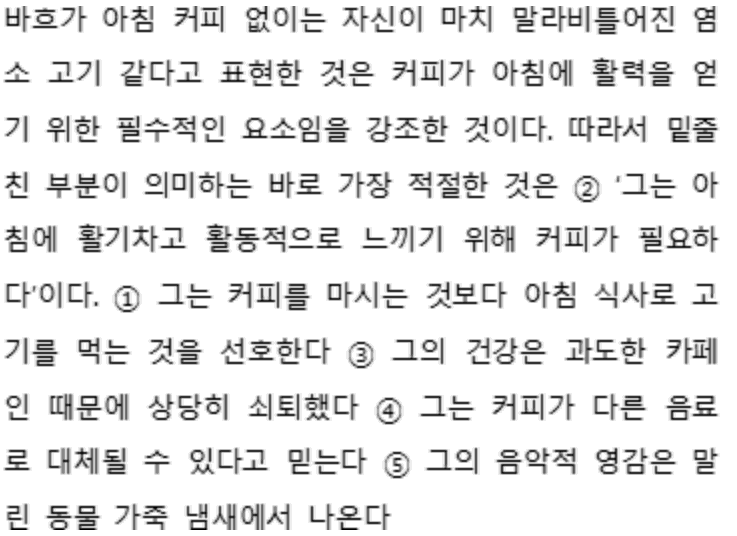 바흐가 아침 커피 없이는 자신이 마치 말라비틀어진 염
소 고기 같다고 표현한 것은 커피가 아침에 활력을 얻
기 위한 필수적인 요소임을 강조한 것이다. 따라서 밑줄
친 부분이 의미하는 바로 가장 적절한 것은 ② ‘그는 아
침에 활기차고 활동적으로 느끼기 위해 커피가 필요하
다’이다. ① 그는 커피를 마시는 것보다 아침 식사로 고
기를 먹는 것을 선호한다 ③ 그의 건강은 과도한 카페
인 때문에 상당히 쇠퇴했다 ④ 그는 커피가 다른 음료
로 대체될 수 있다고 믿는다 ⑤ 그의 음악적 영감은 말
린 동물 가죽 냄새에서 나온다